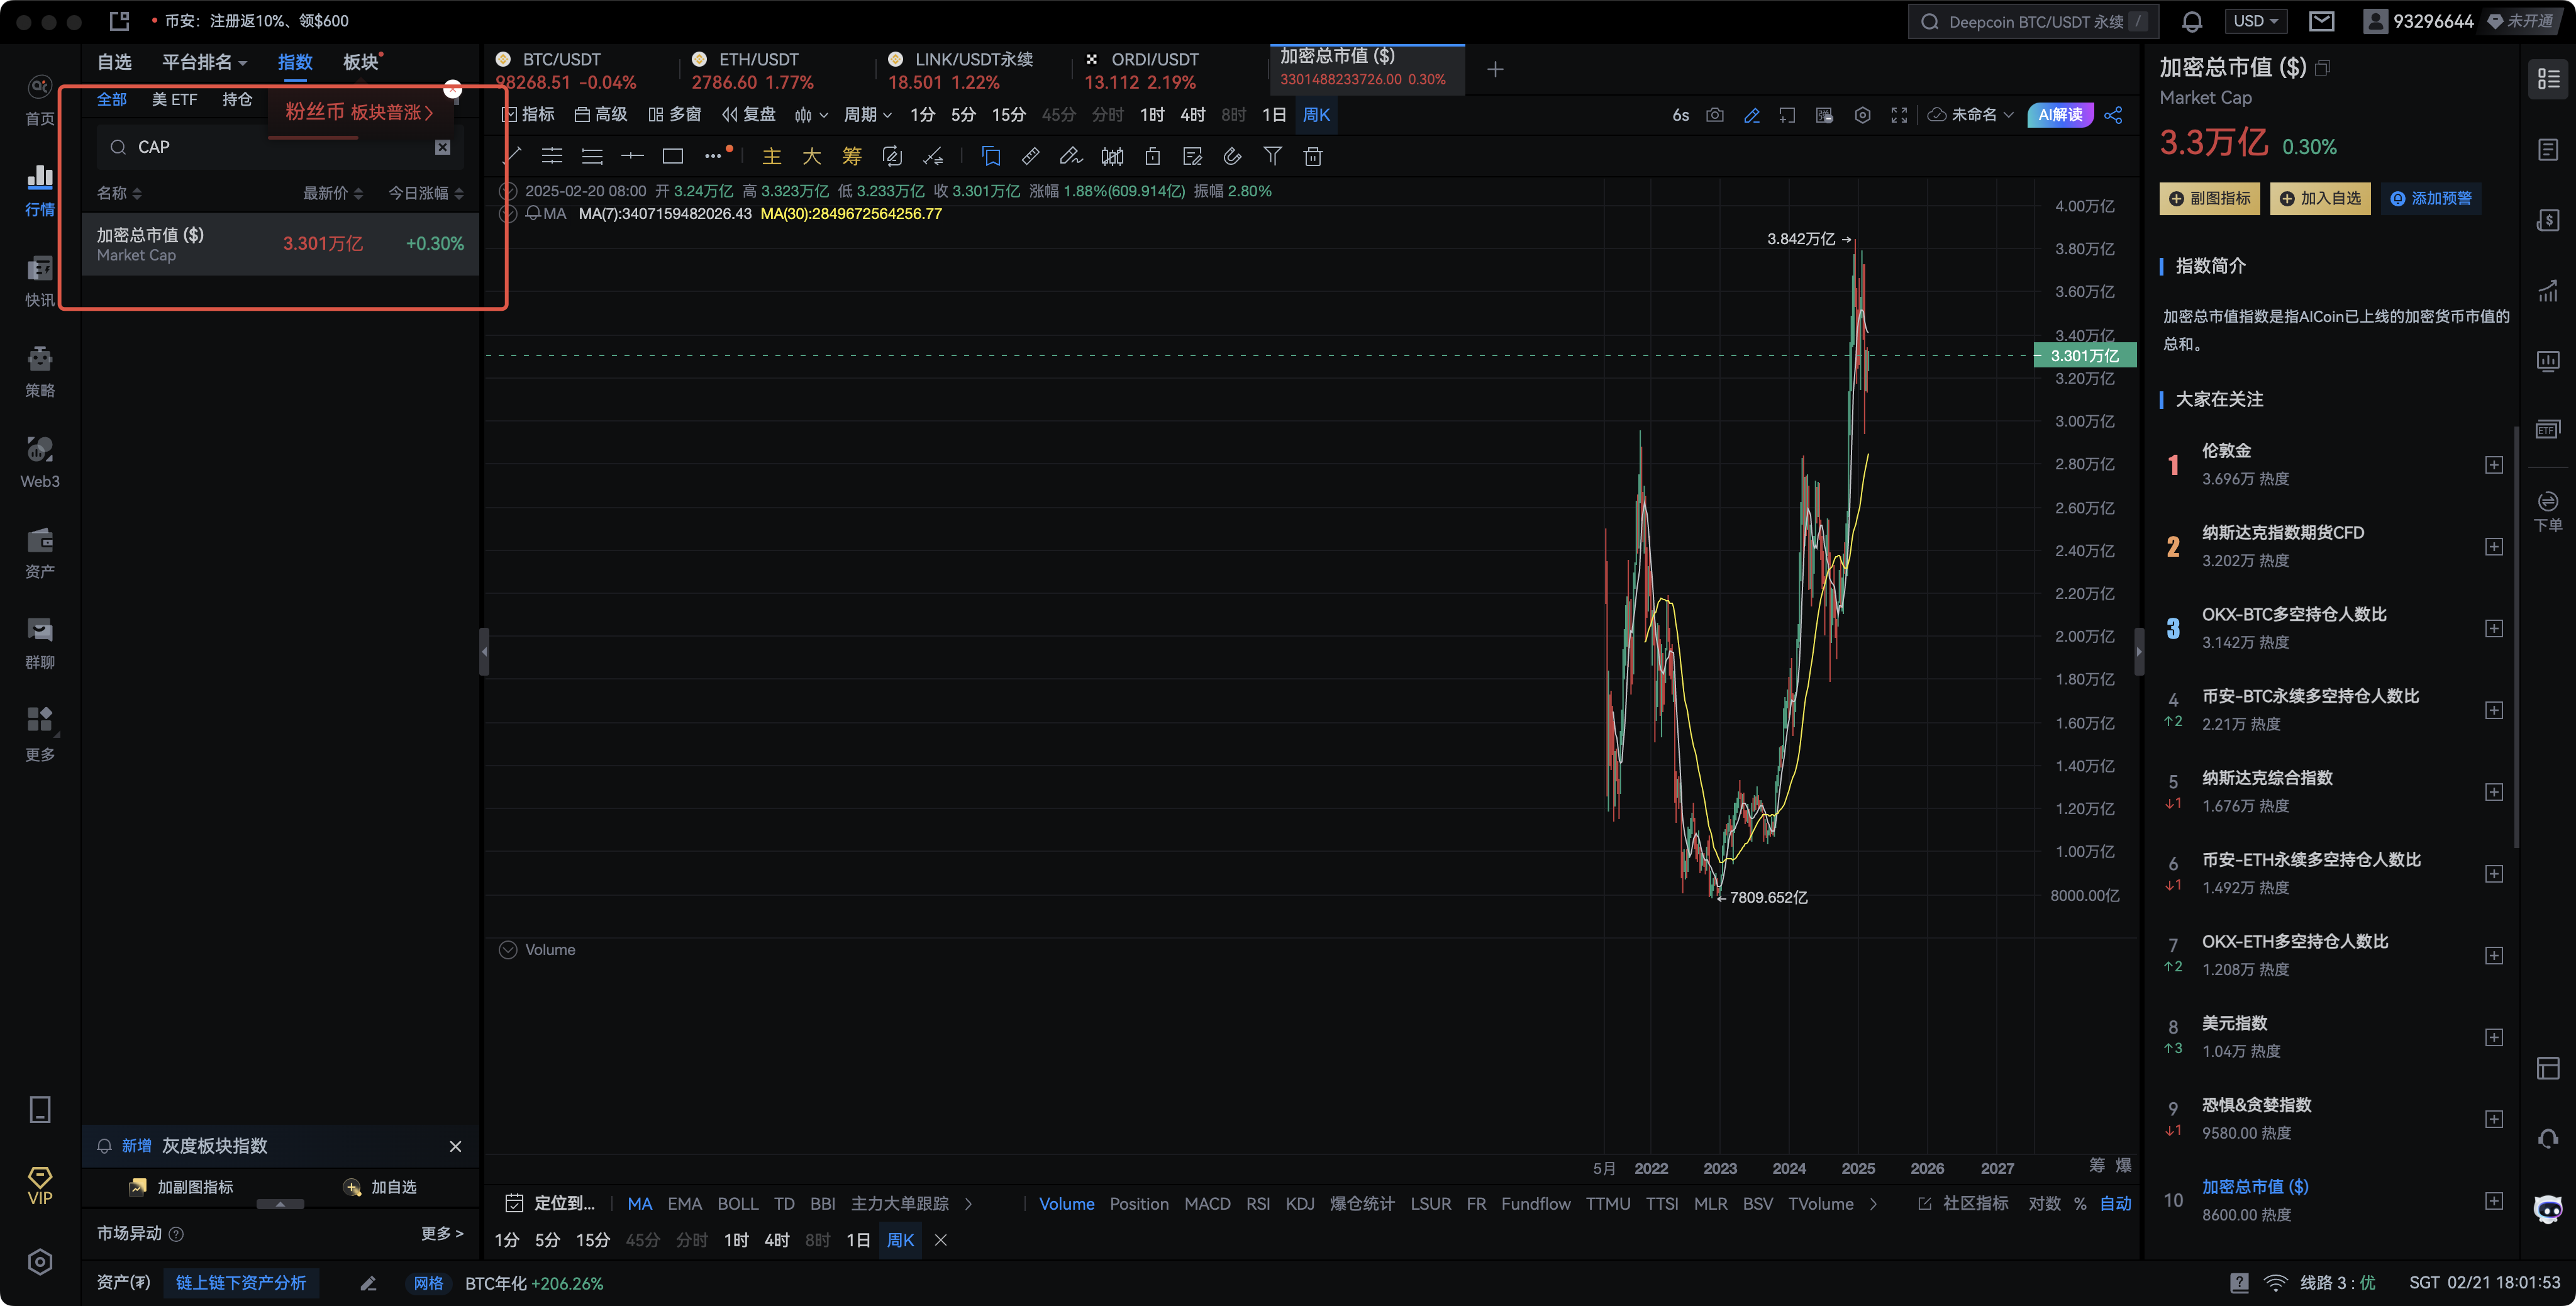 币安：注册返10%、领$600
Deepcoin BTC/USDT 永续 /
USD
93296644
未开通
首页
行情
快讯
策略
Web3
资产
群聊
更多
VIP
自选 平台排名 指数 板块
全部 美 ETF 持仓
粉丝币 板块普涨
CAP
名称 最新价 今日涨幅
加密总市值 ($) 3.301万亿 +0.30%
Market Cap
新增 灰度板块指数
加副图指标 加自选
市场异动 更多 >
BTC/USDT
98268.51 -0.04%
ETH/USDT
2786.60 1.77%
LINK/USDT永续
18.501 1.22%
ORDI/USDT
13.112 2.19%
加密总市值 ($)
3301488233726.00 0.30%
指标 高级 多窗 复盘 周期 1分 5分 15分 45分 分时 1时 4时 8时 1日 周K
6s 未命名 AI解读
主 大 筹
2025-02-20 08:00 开 3.24万亿 高 3.323万亿 低 3.233万亿 收 3.301万亿 涨幅 1.88%(609.914亿) 振幅 2.80%
MA MA(7):3407159482026.43 MA(30):2849672564256.77
3.842万亿
7809.652亿
4.00万亿
3.80万亿
3.60万亿
3.40万亿
3.301万亿
3.20万亿
3.00万亿
2.80万亿
2.60万亿
2.40万亿
2.20万亿
2.00万亿
1.80万亿
1.60万亿
1.40万亿
1.20万亿
1.00万亿
8000.00亿
Volume
5月 2022 2023 2024 2025 2026 2027
筹 爆
定位到... MA EMA BOLL TD BBI 主力大单跟踪
Volume Position MACD RSI KDJ 爆仓统计 LSUR FR Fundflow TTMU TTSI MLR BSV TVolume
社区指标 对数 % 自动
1分 5分 15分 45分 分时 1时 4时 8时 1日 周K
加密总市值 ($)
Market Cap
3.3万亿 0.30%
副图指标 加入自选 添加预警
指数简介
加密总市值指数是指AICoin已上线的加密货币市值的
总和。
大家在关注
1 伦敦金
3.696万 热度
2 纳斯达克指数期货CFD
3.202万 热度
3 OKX-BTC多空持仓人数比
3.142万 热度
4 币安-BTC永续多空持仓人数比
↑2 2.21万 热度
5 纳斯达克综合指数
↓1 1.676万 热度
6 币安-ETH永续多空持仓人数比
↓1 1.492万 热度
7 OKX-ETH多空持仓人数比
↑2 1.208万 热度
8 美元指数
↑3 1.04万 热度
9 恐惧&贪婪指数
↓1 9580.00 热度
10 加密总市值 ($)
8600.00 热度
ETF
下单
资产(₮) 链上链下资产分析 网格 BTC年化 +206.26%
线路 3 : 优 SGT 02/21 18:01:53